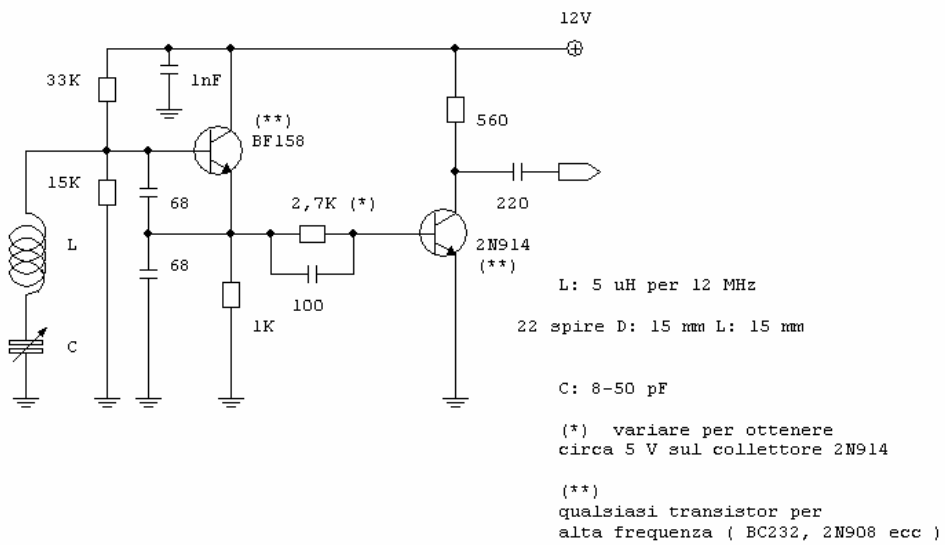 12V
33K
1nF
(**)
BF158
560
15K
68
2,7K (*)
220
L
2N914
(**)
68
100
1K
C
L: 5 uH per 12 MHz
22 spire D: 15 mm L: 15 mm
C: 8-50 pF
(*) variare per ottenere
circa 5 V sul collettore 2N914
(**)
qualsiasi transistor per
alta frequenza ( BC232, 2N908 ecc )